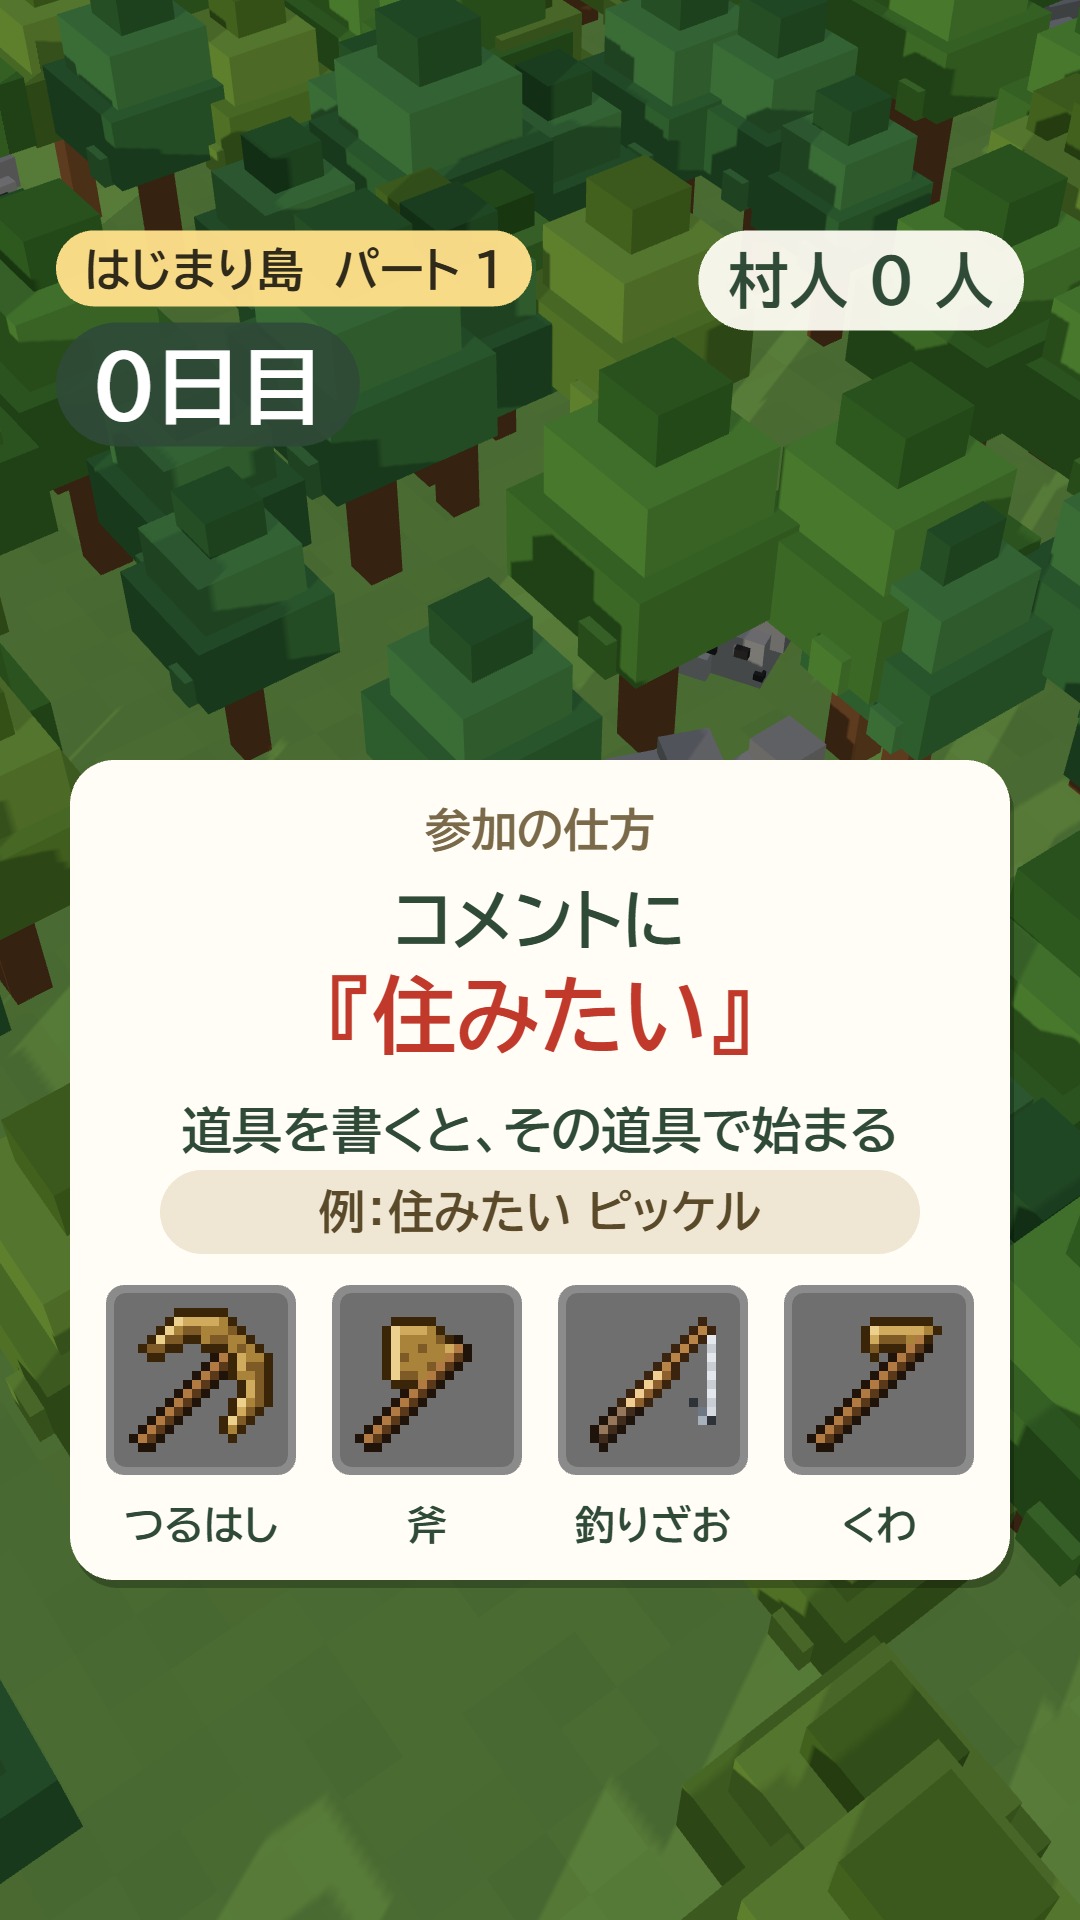 はじまり島 パート 1
村人 0 人
0日目
参加の仕方
コメントに
『住みたい』
道具を書くと、その道具で始まる
例：住みたい ピッケル
つるはし
斧
釣りざお
くわ